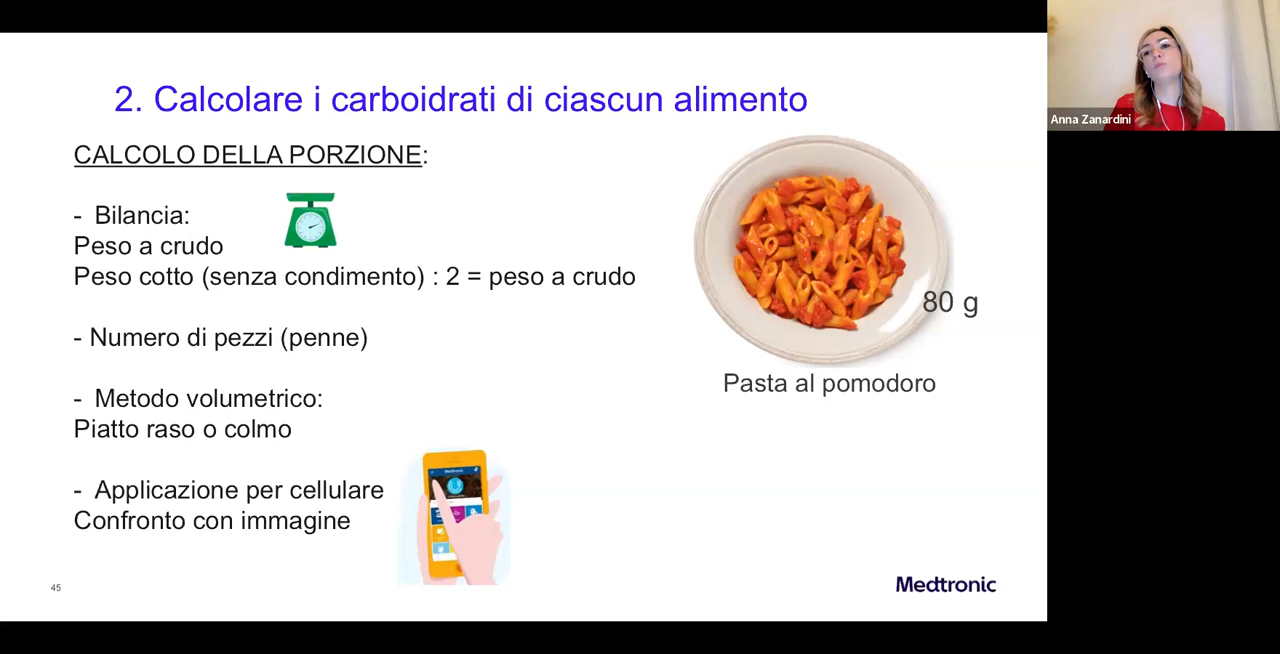 2. Calcolare i carboidrati di ciascun alimento
CALCOLO DELLA PORZIONE:
- Bilancia:
Peso a crudo
Peso cotto (senza condimento) : 2 = peso a crudo
- Numero di pezzi (penne)
- Metodo volumetrico:
Piatto raso o colmo
- Applicazione per cellulare
Confronto con immagine
80 g
Pasta al pomodoro
Medtronic
45
Medtronic
Anna Zanardini